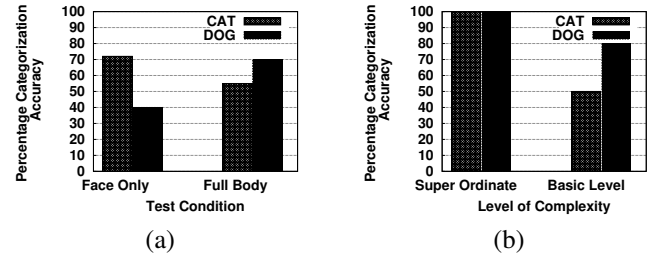 Percentage Categorization
Accuracy
100
90
80
70
60
50
40
30
20
10
0
CAT
DOG
Face Only
Full Body
Test Condition
(a)
Percentage Categorization
Accuracy
100
90
80
70
60
50
40
30
20
10
0
CAT
DOG
Super Ordinate
Basic Level
Level of Complexity
(b)